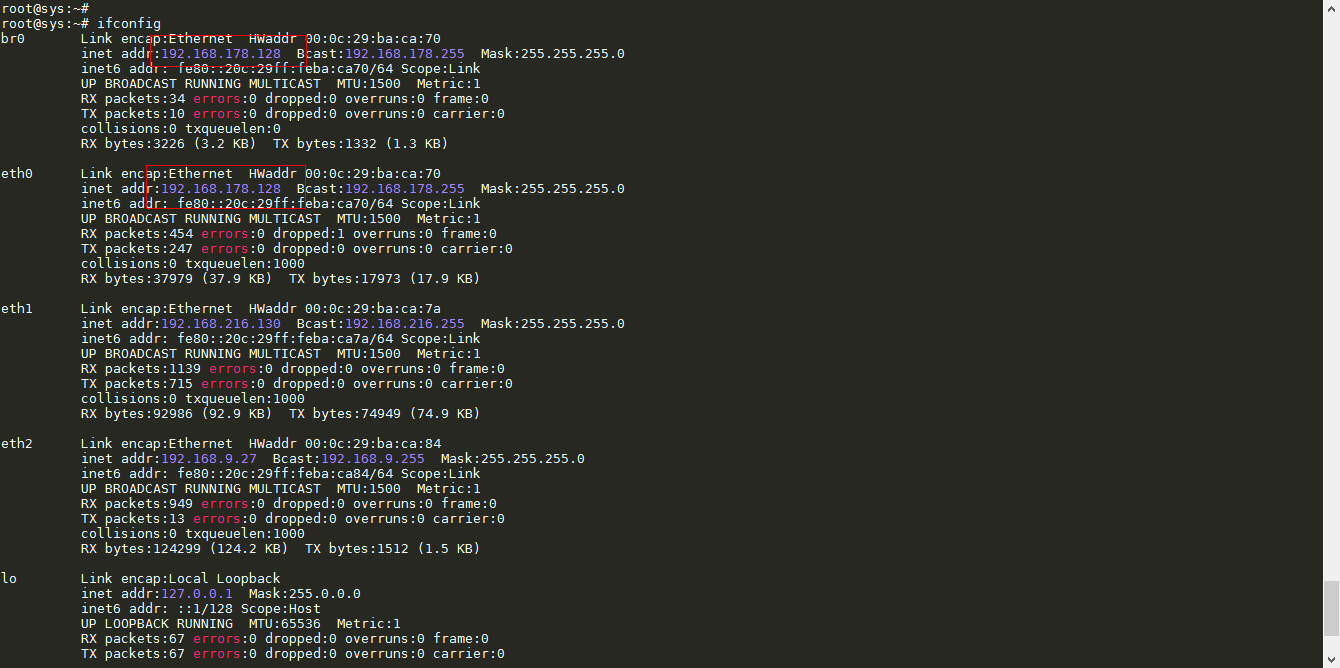 root@sys:~#
root@sys:~# ifconfig
br0       Link encap:Ethernet  HWaddr 00:0c:29:ba:ca:70
          inet addr:192.168.178.128  Bcast:192.168.178.255  Mask:255.255.255.0
          inet6 addr: fe80::20c:29ff:feba:ca70/64 Scope:Link
          UP BROADCAST RUNNING MULTICAST  MTU:1500  Metric:1
          RX packets:34 errors:0 dropped:0 overruns:0 frame:0
          TX packets:10 errors:0 dropped:0 overruns:0 carrier:0
          collisions:0 txqueuelen:0
          RX bytes:3226 (3.2 KB)  TX bytes:1332 (1.3 KB)

eth0      Link encap:Ethernet  HWaddr 00:0c:29:ba:ca:70
          inet addr:192.168.178.128  Bcast:192.168.178.255  Mask:255.255.255.0
          inet6 addr: fe80::20c:29ff:feba:ca70/64 Scope:Link
          UP BROADCAST RUNNING MULTICAST  MTU:1500  Metric:1
          RX packets:454 errors:0 dropped:1 overruns:0 frame:0
          TX packets:247 errors:0 dropped:0 overruns:0 carrier:0
          collisions:0 txqueuelen:1000
          RX bytes:37979 (37.9 KB)  TX bytes:17973 (17.9 KB)

eth1      Link encap:Ethernet  HWaddr 00:0c:29:ba:ca:7a
          inet addr:192.168.216.130  Bcast:192.168.216.255  Mask:255.255.255.0
          inet6 addr: fe80::20c:29ff:feba:ca7a/64 Scope:Link
          UP BROADCAST RUNNING MULTICAST  MTU:1500  Metric:1
          RX packets:1139 errors:0 dropped:0 overruns:0 frame:0
          TX packets:715 errors:0 dropped:0 overruns:0 carrier:0
          collisions:0 txqueuelen:1000
          RX bytes:92986 (92.9 KB)  TX bytes:74949 (74.9 KB)

eth2      Link encap:Ethernet  HWaddr 00:0c:29:ba:ca:84
          inet addr:192.168.9.27  Bcast:192.168.9.255  Mask:255.255.255.0
          inet6 addr: fe80::20c:29ff:feba:ca84/64 Scope:Link
          UP BROADCAST RUNNING MULTICAST  MTU:1500  Metric:1
          RX packets:949 errors:0 dropped:0 overruns:0 frame:0
          TX packets:13 errors:0 dropped:0 overruns:0 carrier:0
          collisions:0 txqueuelen:1000
          RX bytes:124299 (124.2 KB)  TX bytes:1512 (1.5 KB)

lo        Link encap:Local Loopback
          inet addr:127.0.0.1  Mask:255.0.0.0
          inet6 addr: ::1/128 Scope:Host
          UP LOOPBACK RUNNING  MTU:65536  Metric:1
          RX packets:67 errors:0 dropped:0 overruns:0 frame:0
          TX packets:67 errors:0 dropped:0 overruns:0 carrier:0